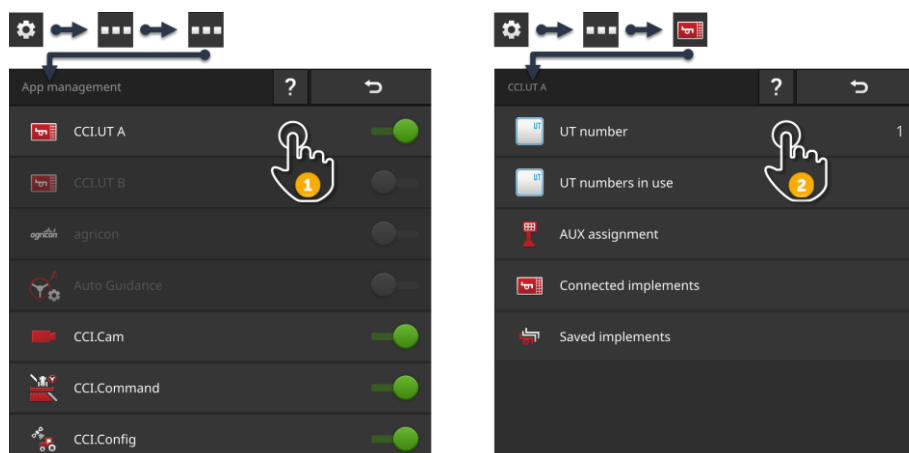 App management
?
CCI.UT A
1
CCI.UT B
agricon
agricon
Auto Guidance
CCI.Cam
CCI.Command
CCI.Config
CCI.UT A
?
UT
UT number
1
2
UT
UT numbers in use
AUX assignment
Connected implements
Saved implements